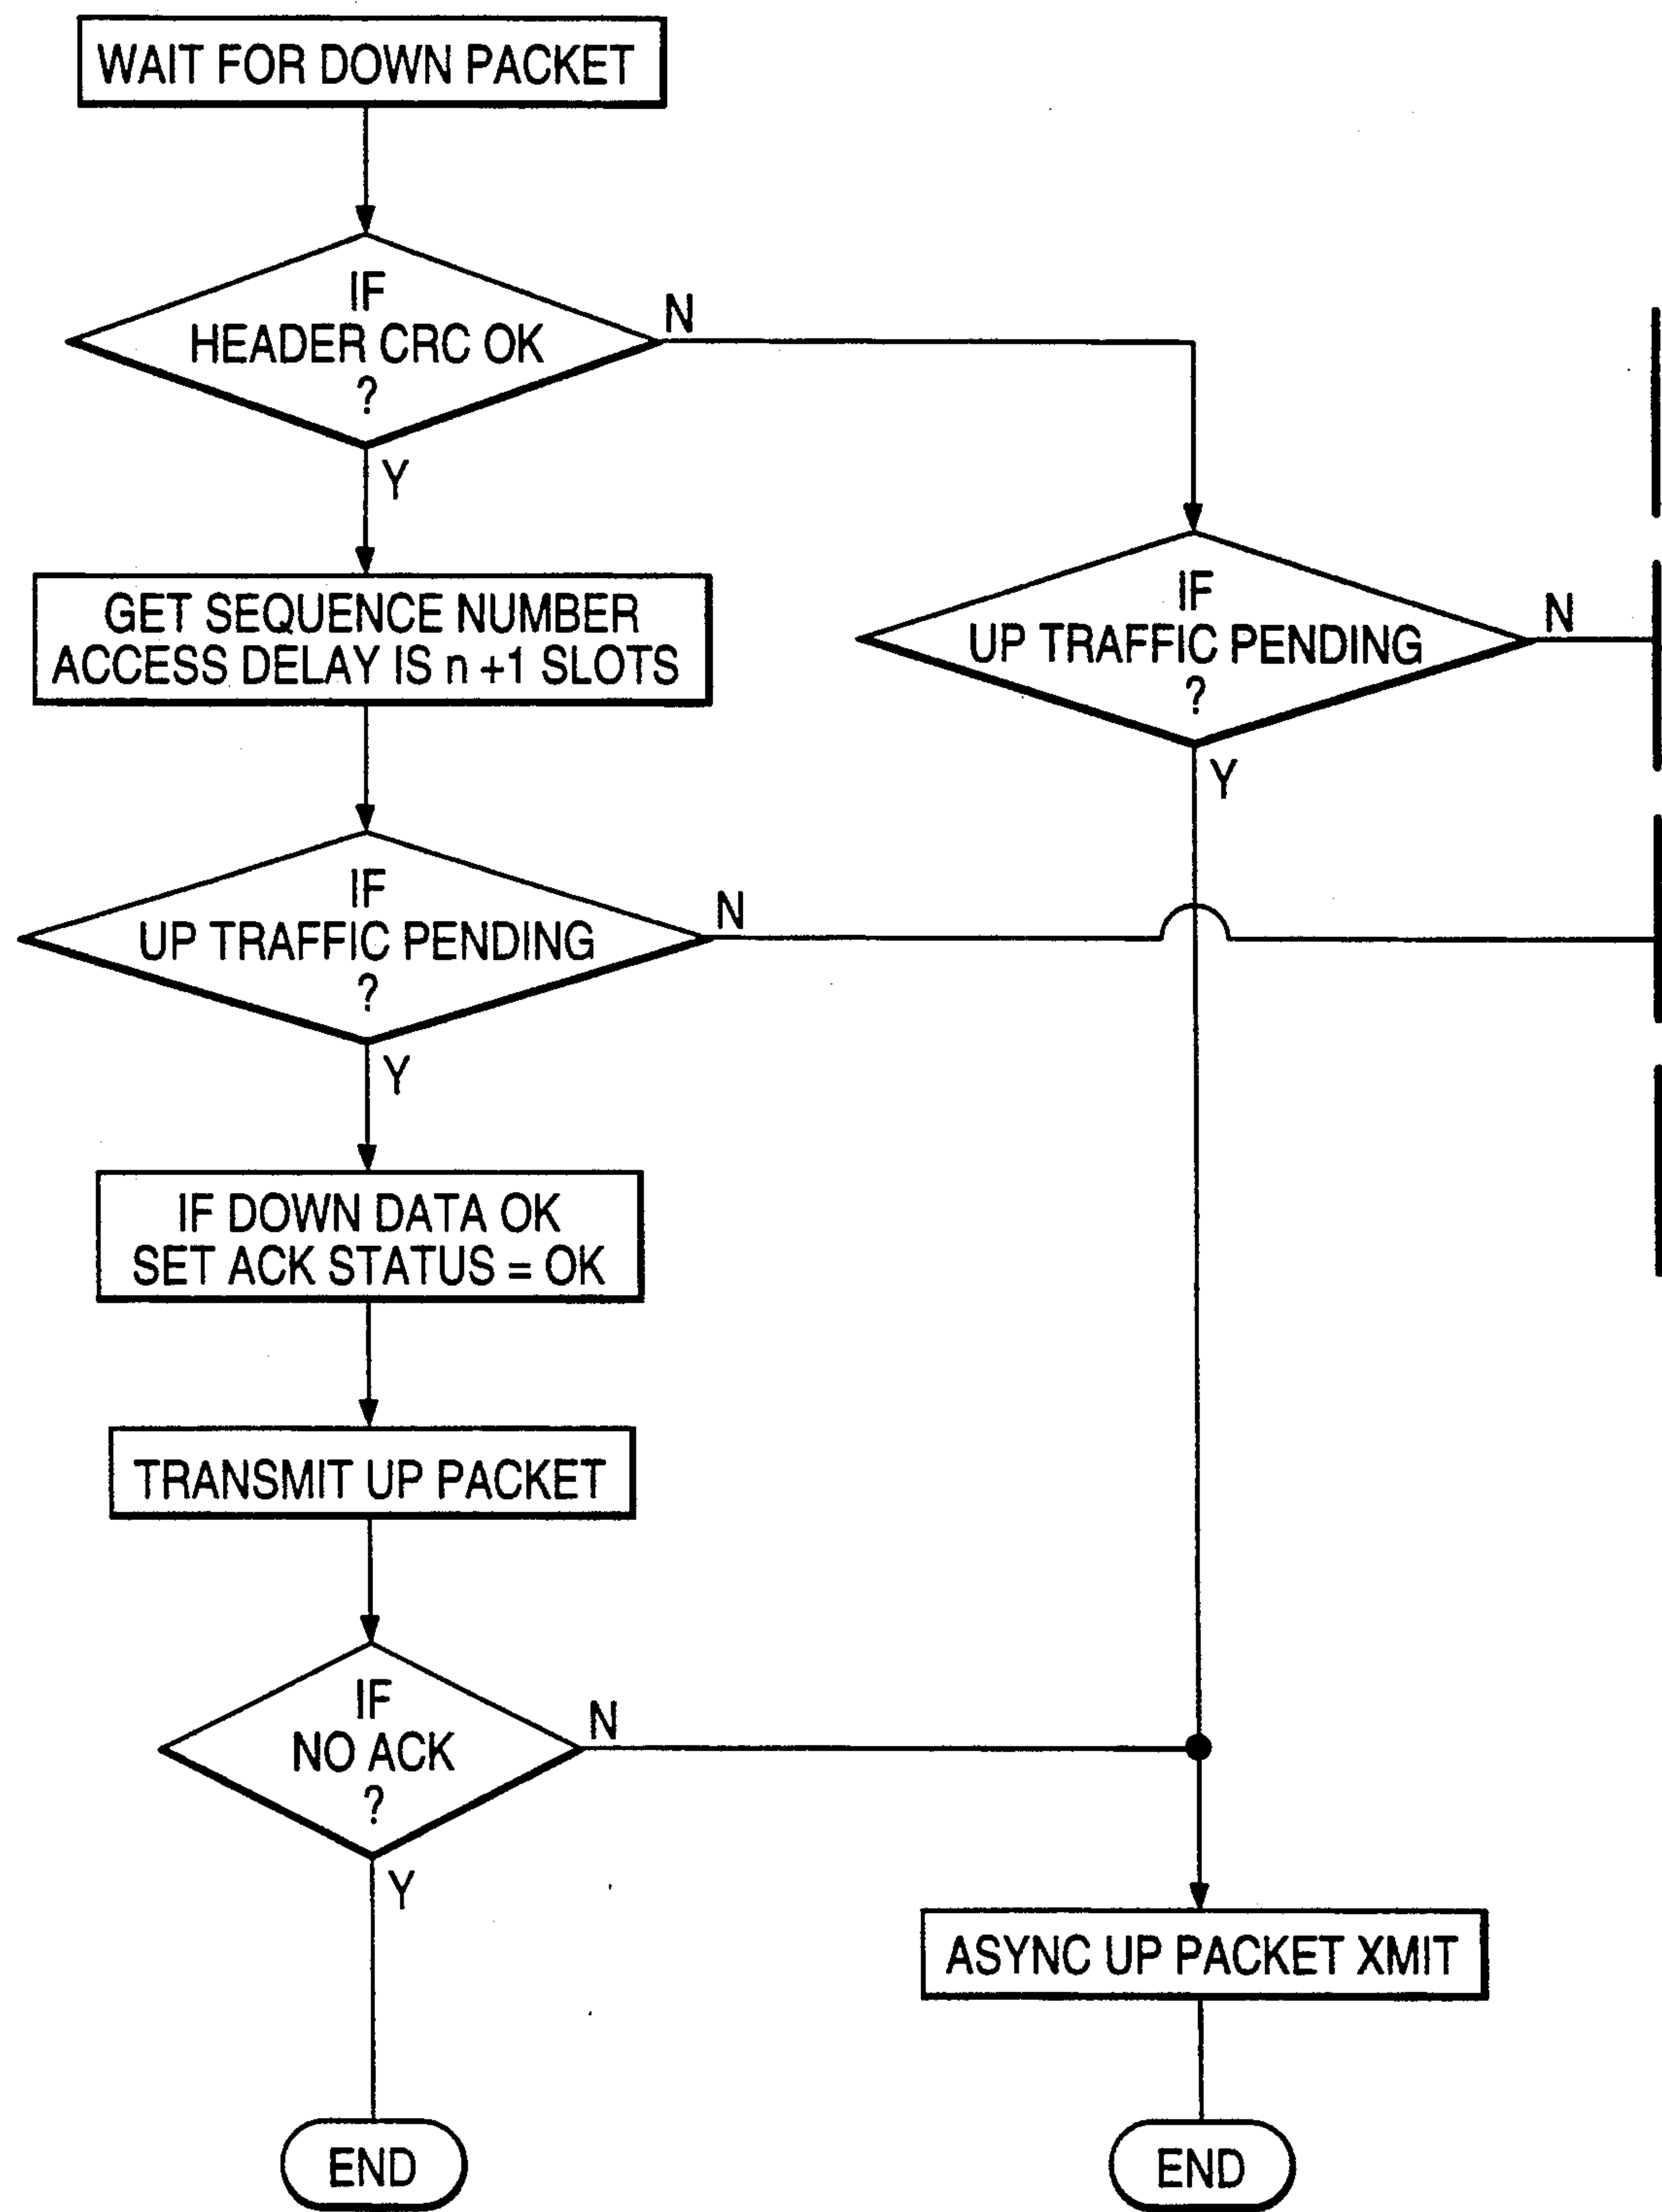 WAIT FOR DOWN PACKET
IF
HEADER CRC OK
?
N
Y
GET SEQUENCE NUMBER
ACCESS DELAY IS n +1 SLOTS
IF
UP TRAFFIC PENDING
?
N
Y
IF
UP TRAFFIC PENDING
?
N
Y
IF DOWN DATA OK
SET ACK STATUS = OK
TRANSMIT UP PACKET
IF
NO ACK
?
N
Y
ASYNC UP PACKET XMIT
END
END